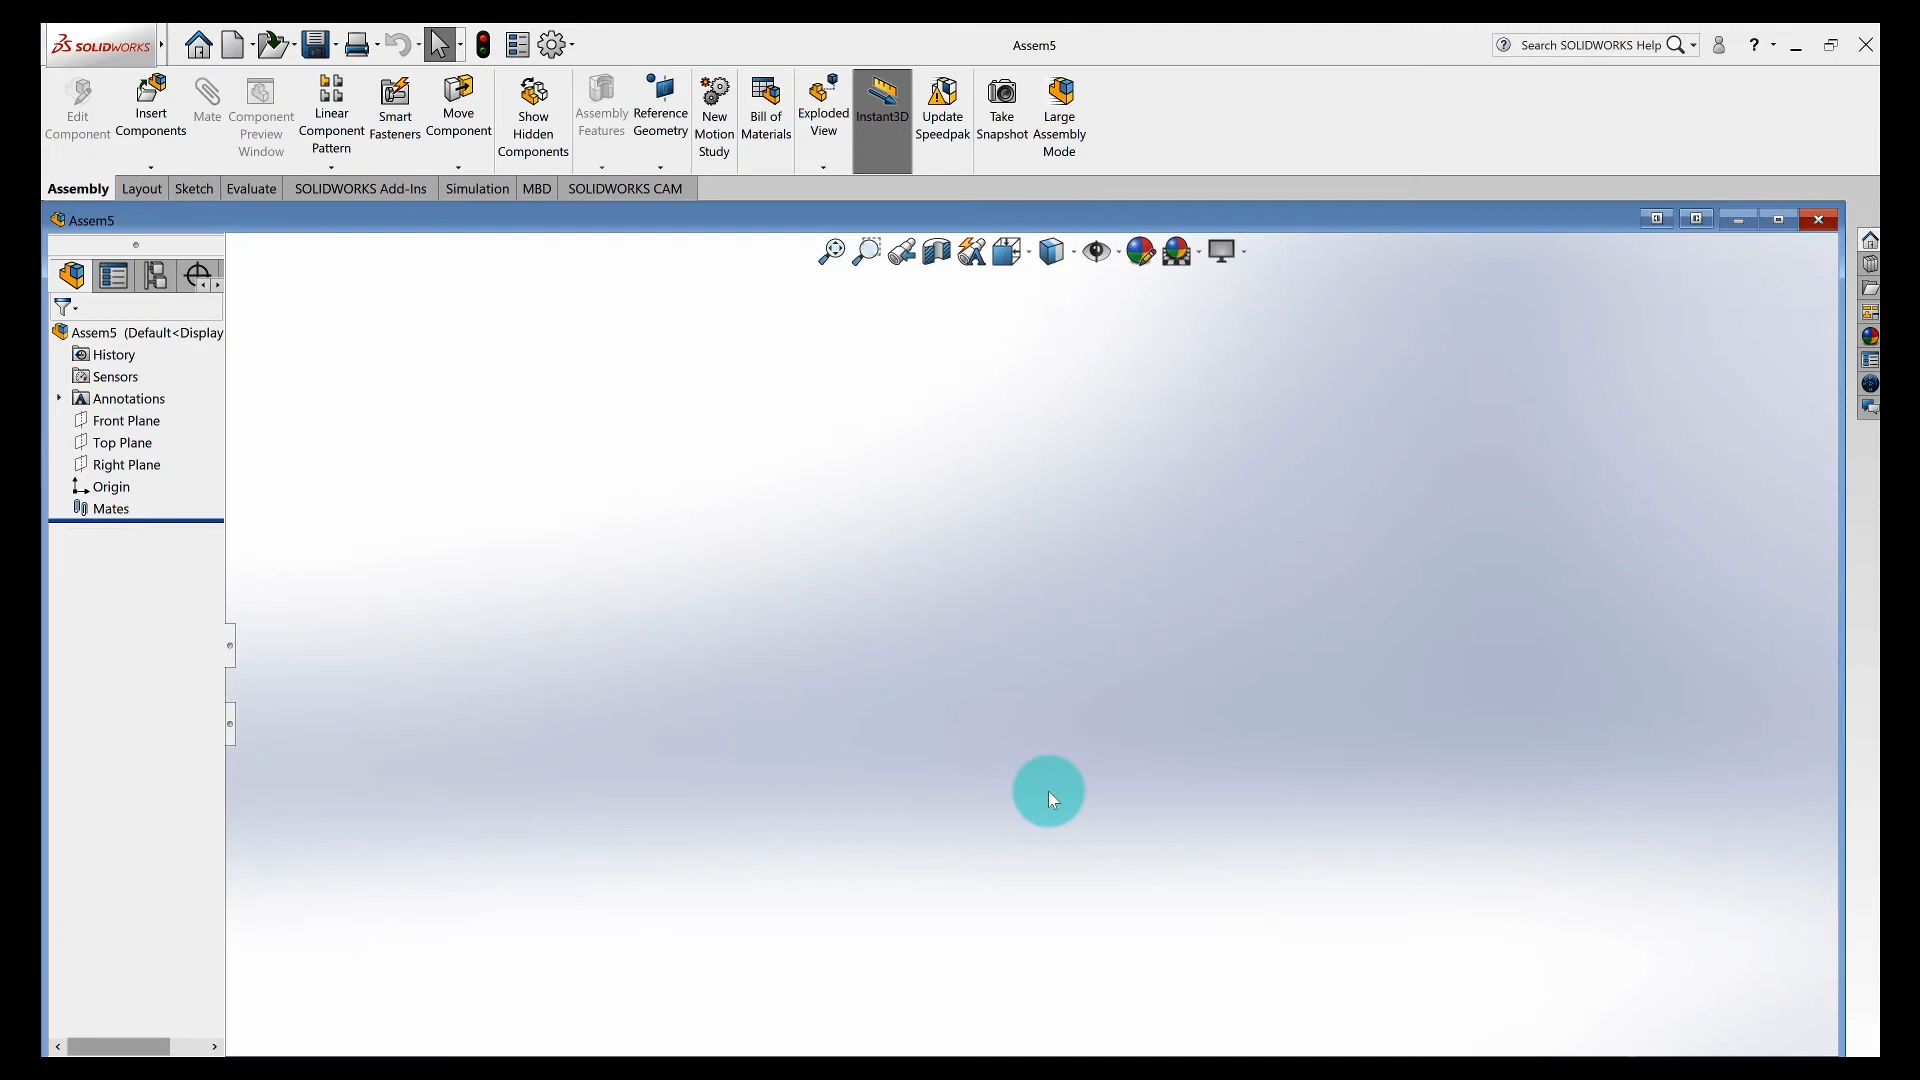 SOLIDWORKS
Assem5
Search SOLIDWORKS Help
?
Edit
Component
Insert
Components
Mate
Component
Preview
Window
Linear
Component
Pattern
Smart
Fasteners
Move
Component
Show
Hidden
Components
Assembly
Features
Reference
Geometry
New
Motion
Study
Bill of
Materials
Exploded
View
Instant3D
Update
Speedpak
Take
Snapshot
Large
Assembly
Mode
Assembly Layout Sketch Evaluate SOLIDWORKS Add-Ins Simulation MBD SOLIDWORKS CAM
Assem5
Assem5 (Default<Display
History
Sensors
Annotations
Front Plane
Top Plane
Right Plane
Origin
Mates